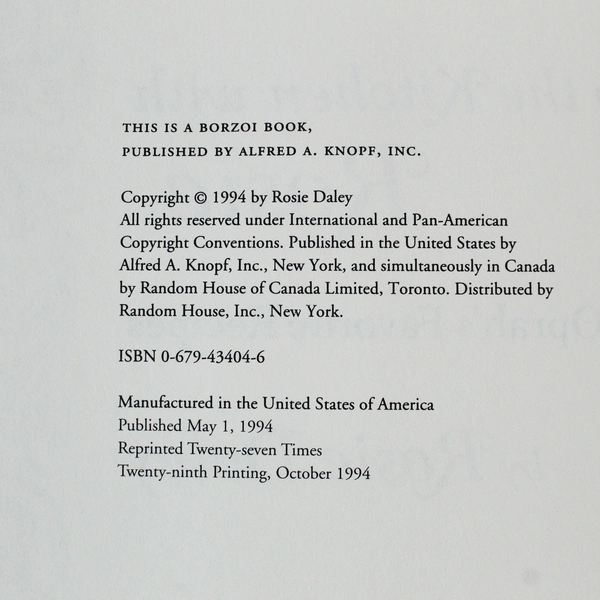 THIS IS A BORZOI BOOK,
PUBLISHED BY ALFRED A. KNOPF, INC.
Copyright © 1994 by Rosie Daley
All rights reserved under International and Pan-American
Copyright Conventions. Published in the United States by
Alfred A. Knopf, Inc., New York, and simultaneously in Canada
by Random House of Canada Limited, Toronto. Distributed by
Random House, Inc., New York.
ISBN 0-679-43404-6
Manufactured in the United States of America
Published May 1, 1994
Reprinted Twenty-seven Times
Twenty-ninth Printing, October 1994